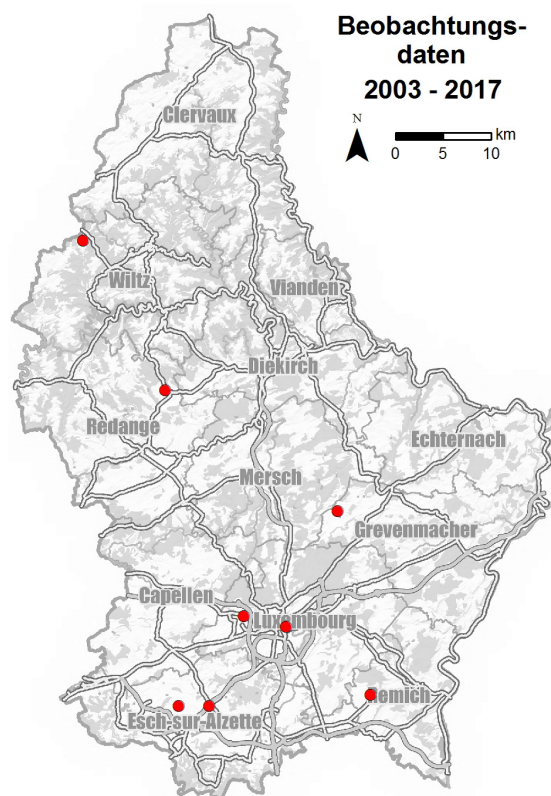 Beobachtungs-
daten
2003 - 2017
N
km
0 5 10
Clervaux
Wiltz
Vianden
Diekirch
Redange
Echternach
Mersch
Grevenmacher
Capellen
Luxembourg
Remich
Esch-sur-Alzette